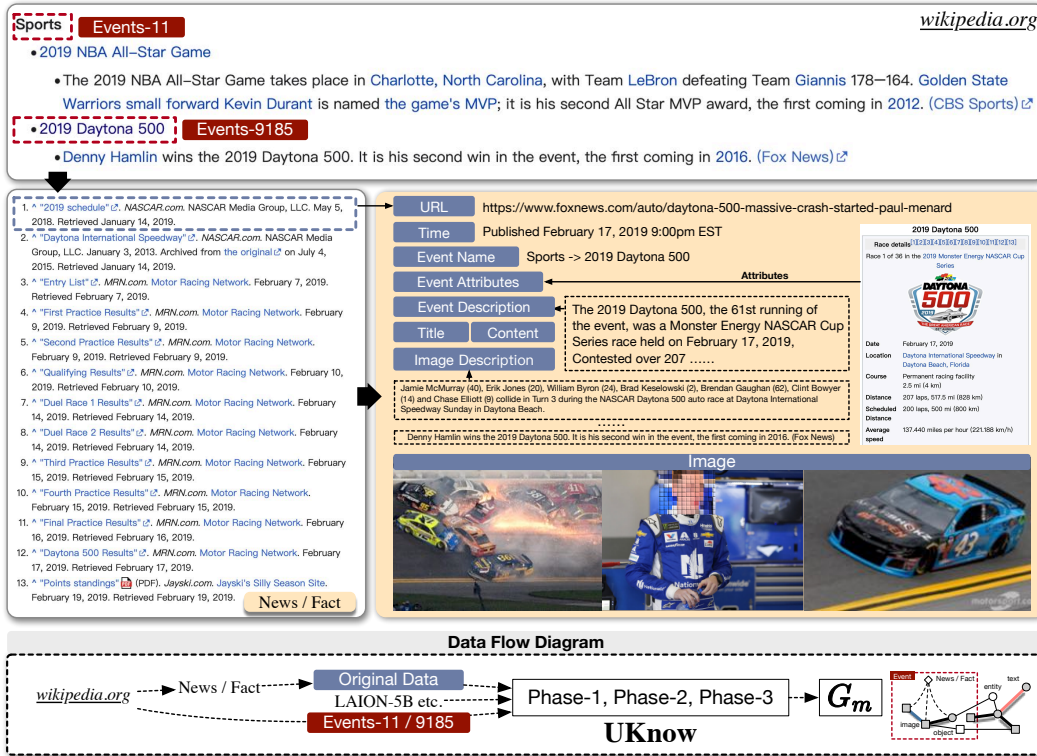 Sports Events-11 wikipedia.org
• 2019 NBA All–Star Game
• The 2019 NBA All–Star Game takes place in Charlotte, North Carolina, with Team LeBron defeating Team Giannis 178–164. Golden State
Warriors small forward Kevin Durant is named the game's MVP; it is his second All Star MVP award, the first coming in 2012. (CBS Sports)
• 2019 Daytona 500 Events-9185
• Denny Hamlin wins the 2019 Daytona 500. It is his second win in the event, the first coming in 2016. (Fox News)
1. ^ "2019 schedule". NASCAR.com. NASCAR Media Group, LLC. May 5,
2018. Retrieved January 14, 2019.
2. ^ "Daytona International Speedway". NASCAR.com. NASCAR Media
Group, LLC. January 3, 2013. Archived from the original on July 4,
2015. Retrieved January 14, 2019.
3. ^ "Entry List". MRN.com. Motor Racing Network. February 7, 2019.
Retrieved February 7, 2019.
4. ^ "First Practice Results". MRN.com. Motor Racing Network. February
9, 2019. Retrieved February 9, 2019.
5. ^ "Second Practice Results". MRN.com. Motor Racing Network.
February 9, 2019. Retrieved February 9, 2019.
6. ^ "Qualifying Results". MRN.com. Motor Racing Network. February 10,
2019. Retrieved February 10, 2019.
7. ^ "Duel Race 1 Results". MRN.com. Motor Racing Network. February
14, 2019. Retrieved February 14, 2019.
8. ^ "Duel Race 2 Results". MRN.com. Motor Racing Network. February
14, 2019. Retrieved February 14, 2019.
9. ^ "Third Practice Results". MRN.com. Motor Racing Network. February
15, 2019. Retrieved February 15, 2019.
10. ^ "Fourth Practice Results". MRN.com. Motor Racing Network.
February 15, 2019. Retrieved February 15, 2019.
11. ^ "Final Practice Results". MRN.com. Motor Racing Network. February
16, 2019. Retrieved February 16, 2019.
12. ^ "Daytona 500 Results". MRN.com. Motor Racing Network. February
17, 2019. Retrieved February 17, 2019.
13. ^ "Points standings" (PDF). Jayski.com. Jayski's Silly Season Site.
February 19, 2019. Retrieved February 19, 2019.
News / Fact
URL https://www.foxnews.com/auto/daytona-500-massive-crash-started-paul-menard
Time Published February 17, 2019 9:00pm EST
Event Name Sports -> 2019 Daytona 500
Event Attributes Attributes
Event Description
Title Content
Image Description
The 2019 Daytona 500, the 61st running of
the event, was a Monster Energy NASCAR Cup
Series race held on February 17, 2019,
Contested over 207 ......
Jamie McMurray (40), Erik Jones (20), William Byron (24), Brad Keselowski (2), Brendan Gaughan (62), Clint Bowyer
(14) and Chase Elliott (9) collide in Turn 3 during the NASCAR Daytona 500 auto race at Daytona International
Speedway Sunday in Daytona Beach.
......
Denny Hamlin wins the 2019 Daytona 500. It is his second win in the event, the first coming in 2016. (Fox News)
2019 Daytona 500
Race details[1][2][3][4][5][6][7][8][9][10][11][12][13]
Race 1 of 36 in the 2019 Monster Energy NASCAR Cup
Series
DAYTONA
500
2019
Date February 17, 2019
Location Daytona International Speedway in
Daytona Beach, Florida
Course Permanent racing facility
2.5 mi (4 km)
Distance 207 laps, 517.5 mi (828 km)
Scheduled 200 laps, 500 mi (800 km)
Distance
Average 137.440 miles per hour (221.188 km/h)
speed
Image
Nationwide
43
Data Flow Diagram
wikipedia.org News / Fact Original Data
LAION-5B etc.
Events-11 / 9185
Phase-1, Phase-2, Phase-3
UKnow
Gm
Event
News / Fact
entity
text
image
object